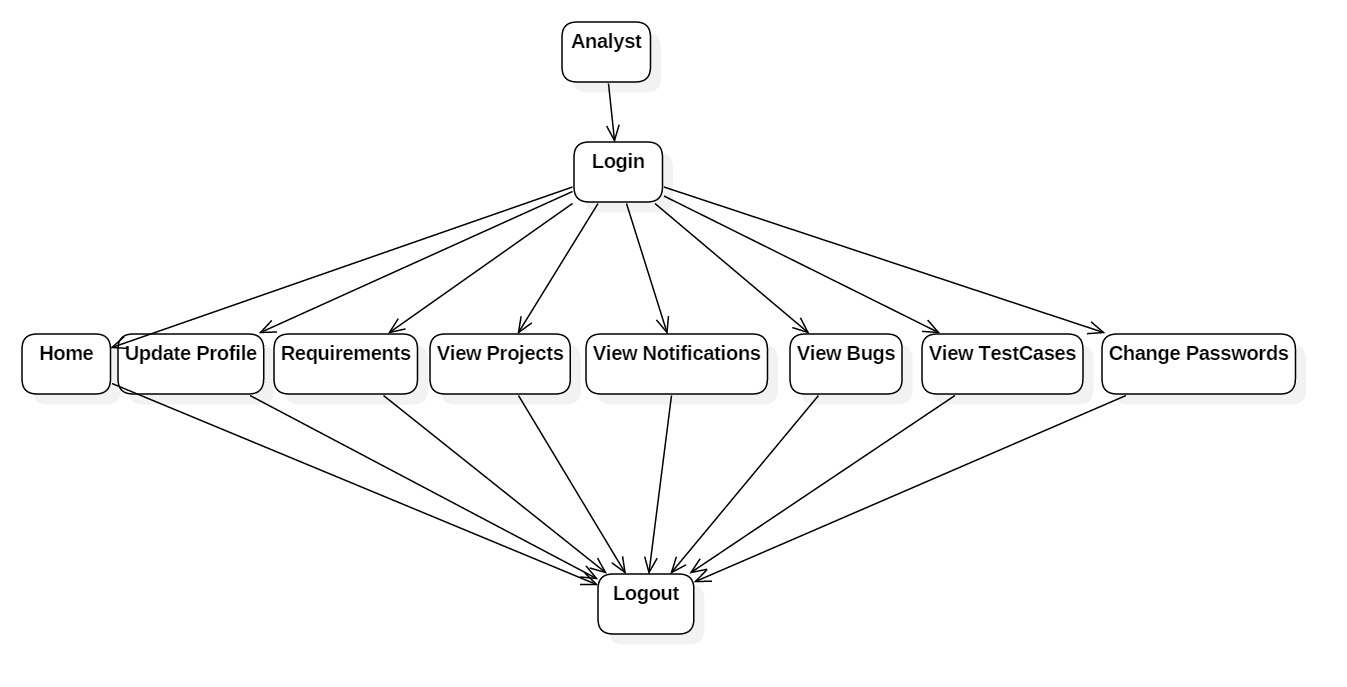 Analyst
Login
Home
Update Profile
Requirements
View Projects
View Notifications
View Bugs
View TestCases
Change Passwords
Logout